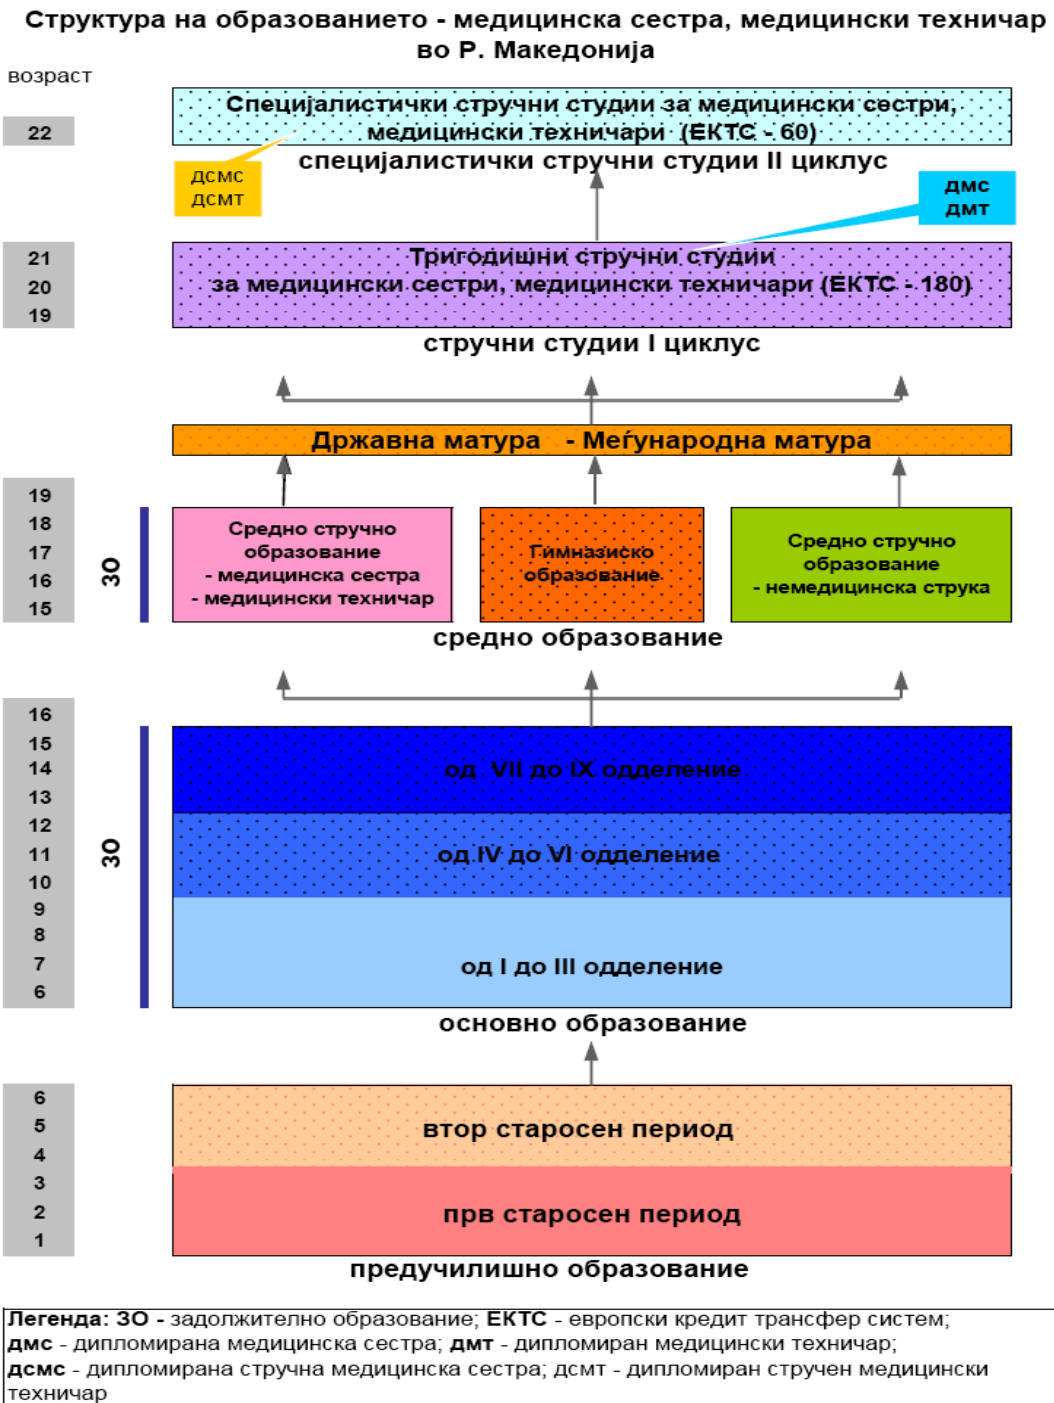 Структура на образованието - медицинска сестра, медицински техничар
во Р. Македонија
возраст
Специјалистички стручни студии за медицински сестри,
медицински техничари (ЕКТС - 60)
22
специјалистички стручни студии II циклус
дсмс
дсмт
дмс
дмт
21
20
19
Тригодишни стручни студии
за медицински сестри, медицински техничари (ЕКТС - 180)
стручни студии I циклус
Државна матура - Меѓународна матура
19
18
17
16
15
ЗО
Средно стручно
образование
- медицинска сестра
- медицински техничар
Гимназиско
образование
Средно стручно
образование
- немедицинска струка
средно образование
16
15
14
13
12
11
10
9
8
7
6
ЗО
од VII до IX одделение
од IV до VI одделение
од I до III одделение
основно образование
6
5
4
3
2
1
втор старосен период
прв старосен период
предучилишно образование
Легенда: ЗО - задолжително образование; ЕКТС - европски кредит трансфер систем;
дмс - дипломирана медицинска сестра; дмт - дипломиран медицински техничар;
дсмс - дипломирана стручна медицинска сестра; дсмт - дипломиран стручен медицински
техничар